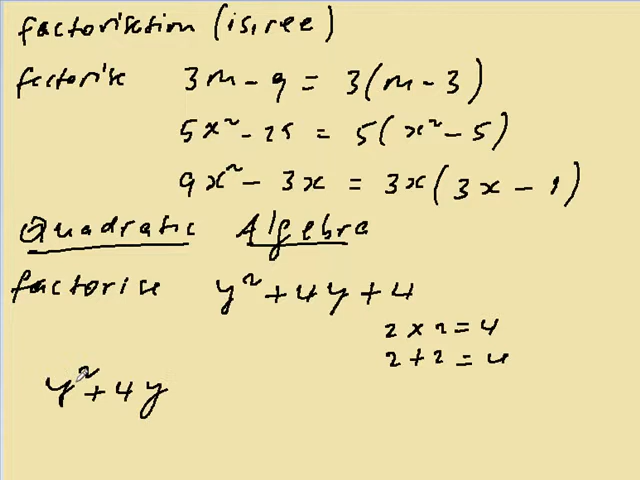 factorisation (isiree)
factorise 3m - 9 = 3(m - 3)
5x² - 25 = 5(x² - 5)
9x² - 3x = 3x(3x - 1)
Quadratic Algebra
factorise y² + 4y + 4
2 x 2 = 4
2 + 2 = 4
y² + 4y